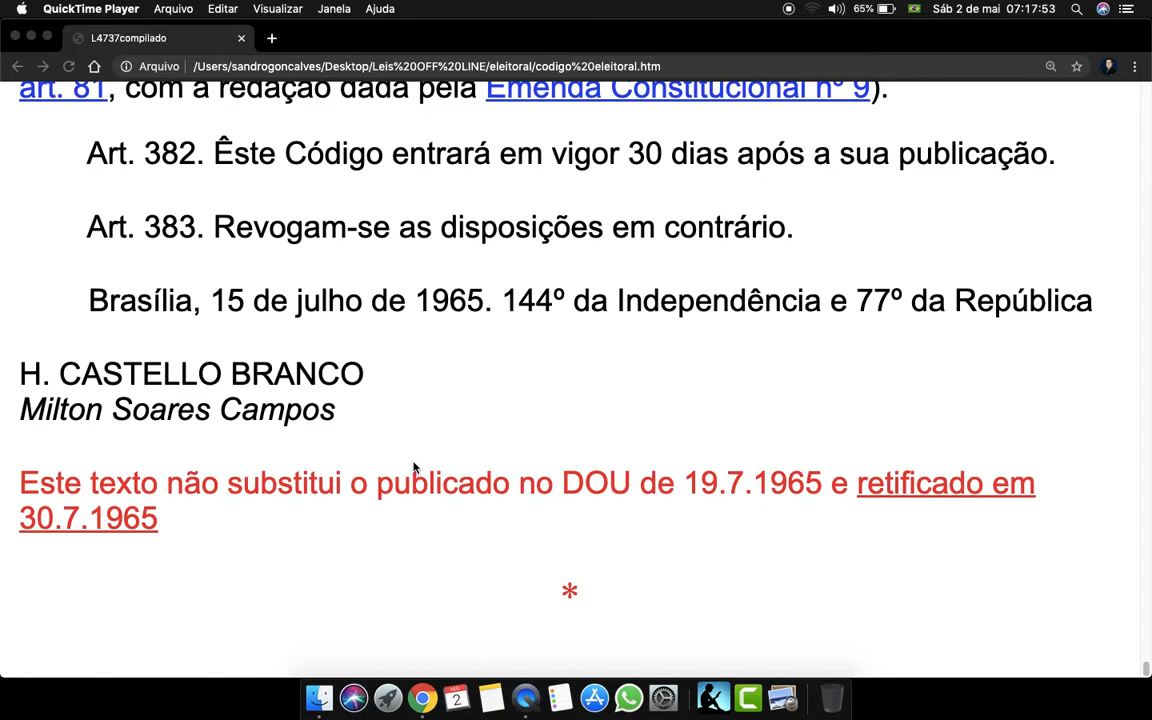 QuickTime Player Arquivo Editar Visualizar Janela Ajuda 65% Sáb 2 de mai 07:17:53
L4737compilado
Arquivo /Users/sandrogoncalves/Desktop/Leis%20OFF%20LINE/eleitoral/codigo%20eleitoral.htm
art. 81, com a redação dada pela Emenda Constitucional nº 9).
Art. 382. Êste Código entrará em vigor 30 dias após a sua publicação.
Art. 383. Revogam-se as disposições em contrário.
Brasília, 15 de julho de 1965. 144º da Independência e 77º da República
H. CASTELLO BRANCO
Milton Soares Campos
Este texto não substitui o publicado no DOU de 19.7.1965 e retificado em
30.7.1965
*
MAI
2